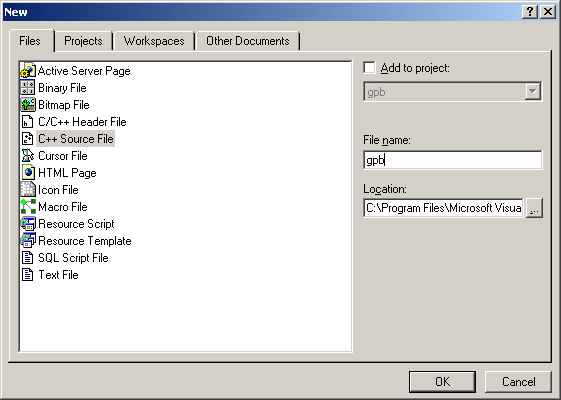 New
Files Projects Workspaces Other Documents
Active Server Page
Binary File
Bitmap File
C/C++ Header File
C++ Source File
Cursor File
HTML Page
Icon File
Macro File
Resource Script
Resource Template
SQL Script File
Text File
Add to project:
gpb
File name:
gpb
Location:
C:\Program Files\Microsoft Visua ...
OK Cancel